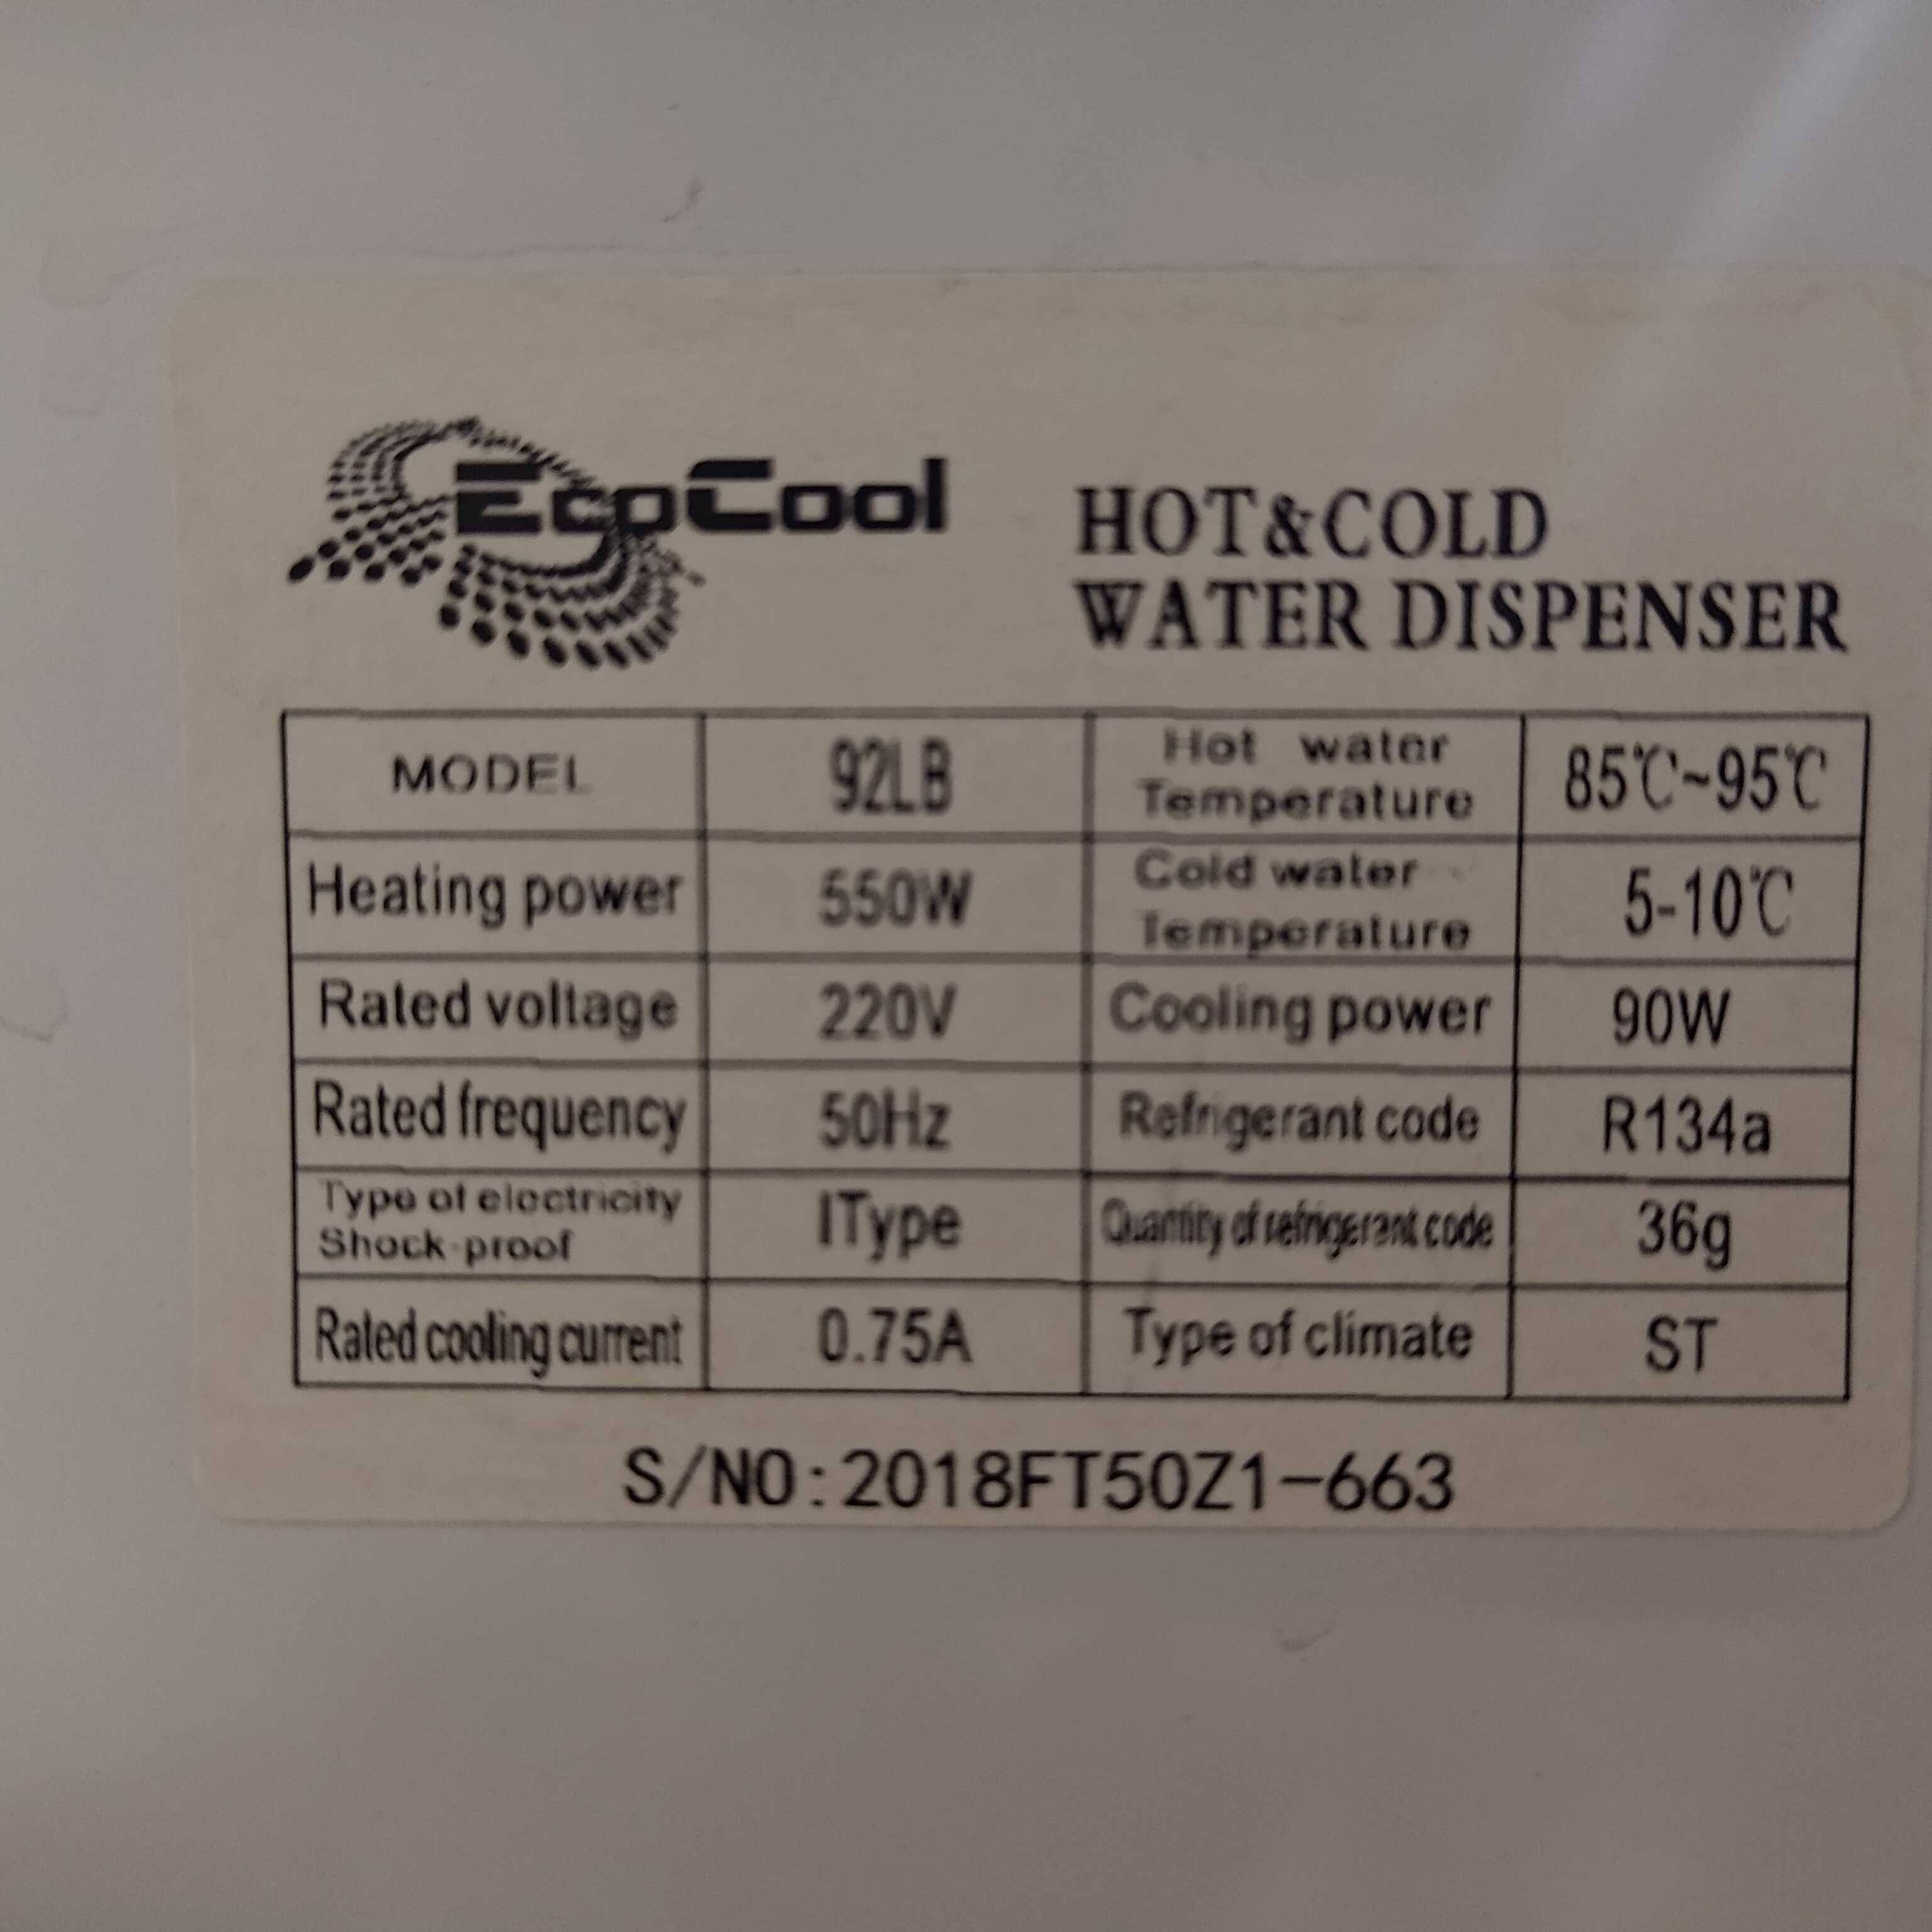 EcoCool
HOT&COLD
WATER DISPENSER
MODEL 92LB Hot water Temperature 85℃~95℃
Heating power 550W Cold water Temperature 5-10℃
Rated voltage 220V Cooling power 90W
Rated frequency 50Hz Refrigerant code R134a
Type of electricity Shock-proof IType Quantity of refrigerant code 36g
Rated cooling current 0.75A Type of climate ST
S/NO:2018FT50Z1-663